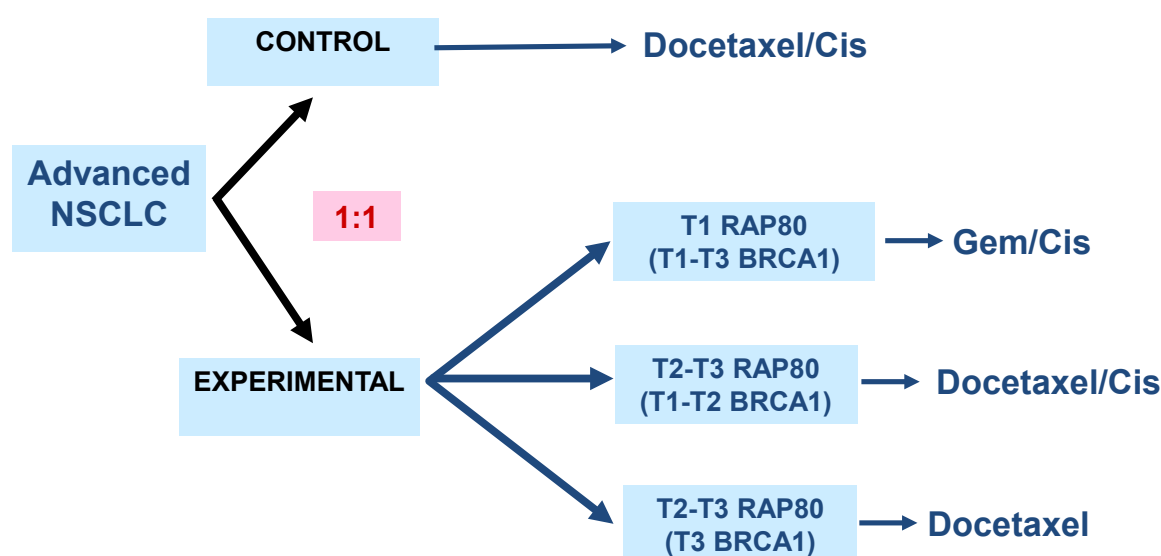 CONTROL
Docetaxel/Cis
Advanced
NSCLC
1:1
T1 RAP80
(T1-T3 BRCA1)
Gem/Cis
EXPERIMENTAL
T2-T3 RAP80
(T1-T2 BRCA1)
Docetaxel/Cis
T2-T3 RAP80
(T3 BRCA1)
Docetaxel